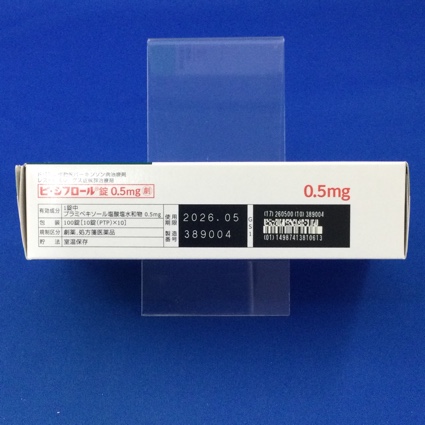 ビ・シフロール®錠 0.5mg 劇
0.5mg
有効成分 1錠中
プラミペキソール塩酸塩水和物 0.5mg
包装 100錠[10錠(PTP)×10]
規制区分 劇薬、処方箋医薬品
貯法 室温保存
使用期限 2026.05
製造番号 389004
GS1
(17) 260500 (10) 389004
(01) 14987413810613